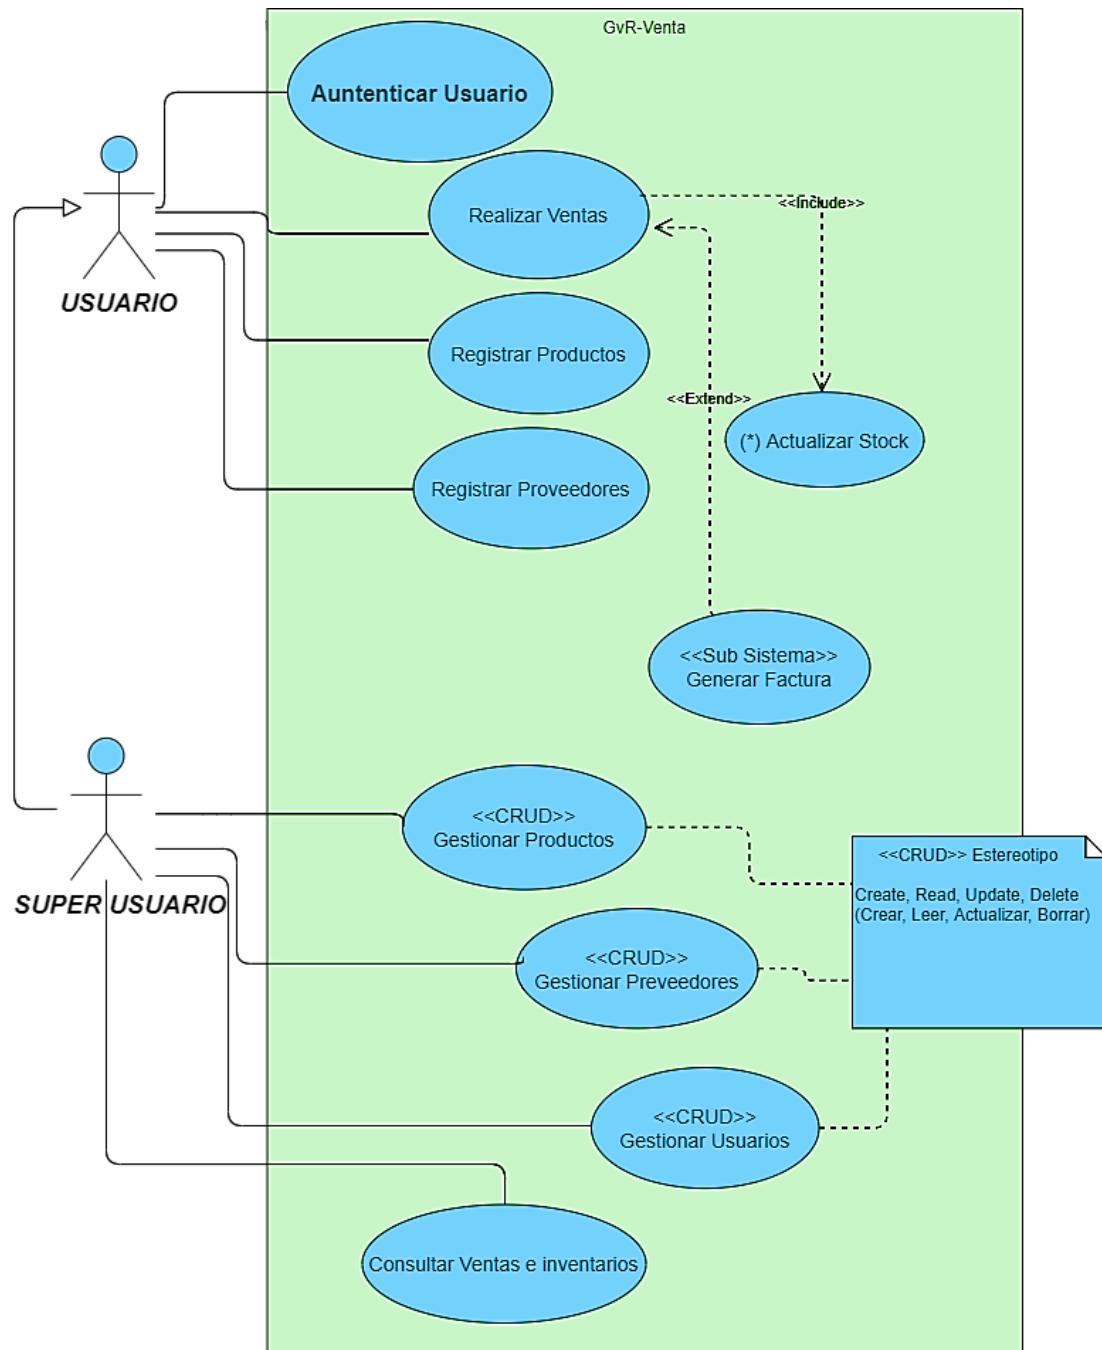 GvR-Venta
Auntenticar Usuario
Realizar Ventas
<<Include>>
USUARIO
Registrar Productos
<<Extend>>
(*) Actualizar Stock
Registrar Proveedores
<<Sub Sistema>>
Generar Factura
<<CRUD>>
Gestionar Productos
<<CRUD>> Estereotipo
Create, Read, Update, Delete
(Crear, Leer, Actualizar, Borrar)
SUPER USUARIO
<<CRUD>>
Gestionar Preveedores
<<CRUD>>
Gestionar Usuarios
Consultar Ventas e inventarios